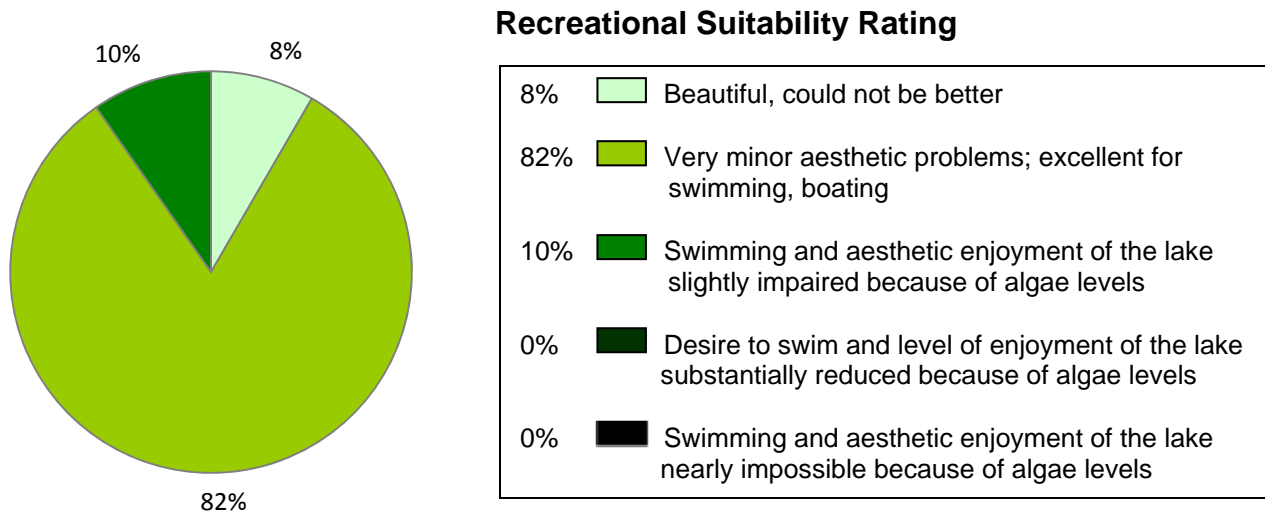 Recreational Suitability Rating
10%
8%
82%
8% Beautiful, could not be better
82% Very minor aesthetic problems; excellent for
swimming, boating
10% Swimming and aesthetic enjoyment of the lake
slightly impaired because of algae levels
0% Desire to swim and level of enjoyment of the lake
substantially reduced because of algae levels
0% Swimming and aesthetic enjoyment of the lake
nearly impossible because of algae levels